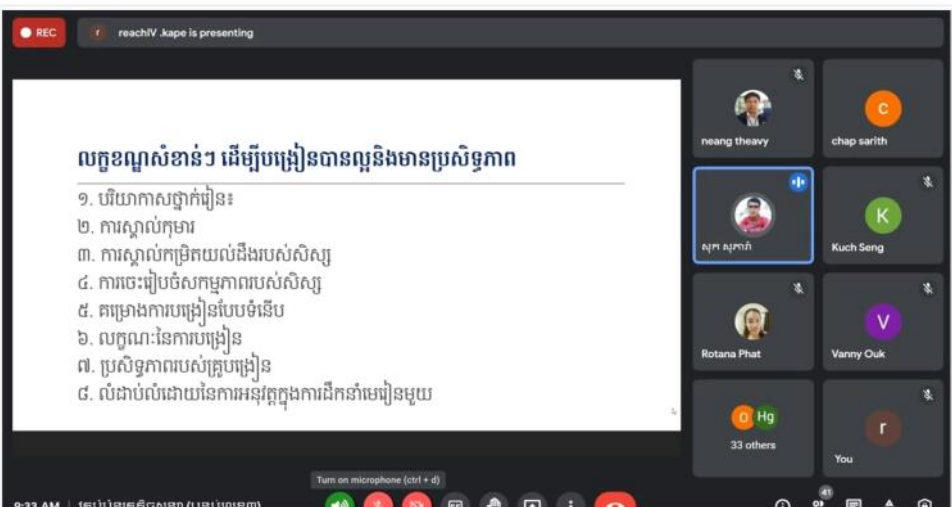 REC
r
reachIV .kape is presenting
លក្ខខណ្ឌសំខាន់ៗ ដើម្បីបង្រៀនបានល្អនិងមានប្រសិទ្ធភាព
១. បរិយាកាសថ្នាក់រៀន៖
២. ការស្គាល់កុមារ
៣. ការស្គាល់កម្រិតយល់ដឹងរបស់សិស្ស
៤. ការចេះរៀបចំសកម្មភាពរបស់សិស្ស
៥. គម្រោងការបង្រៀនបែបទំនើប
៦. លក្ខណៈនៃការបង្រៀន
៧. ប្រសិទ្ធភាពរបស់គ្រូបង្រៀន
៨. លំដាប់លំដោយនៃការអនុវត្តក្នុងការដឹកនាំមេរៀនមួយ
neang theavy
c
chap sarith
សុក សុភារ៉ា
K
Kuch Seng
Rotana Phat
V
Vanny Ouk
O
Hg
33 others
r
You
Turn on microphone (ctrl + d)
9:33 AM
41